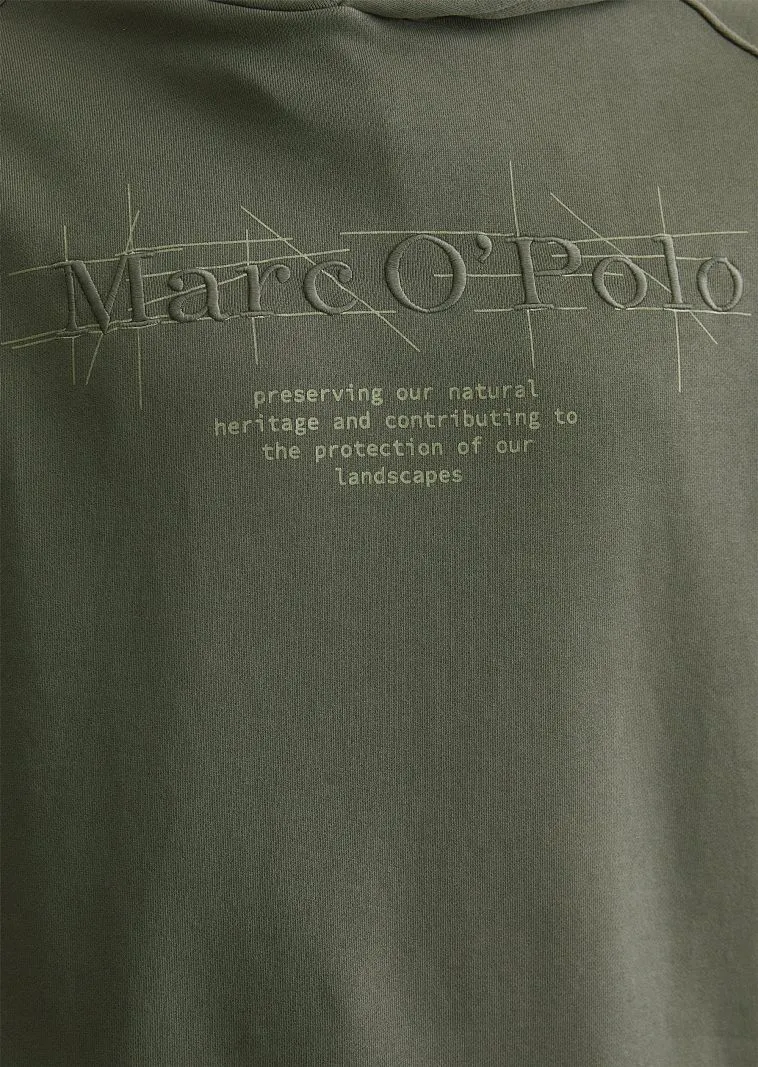 Marc O'Polo
preserving our natural
heritage and contributing to
the protection of our
landscapes